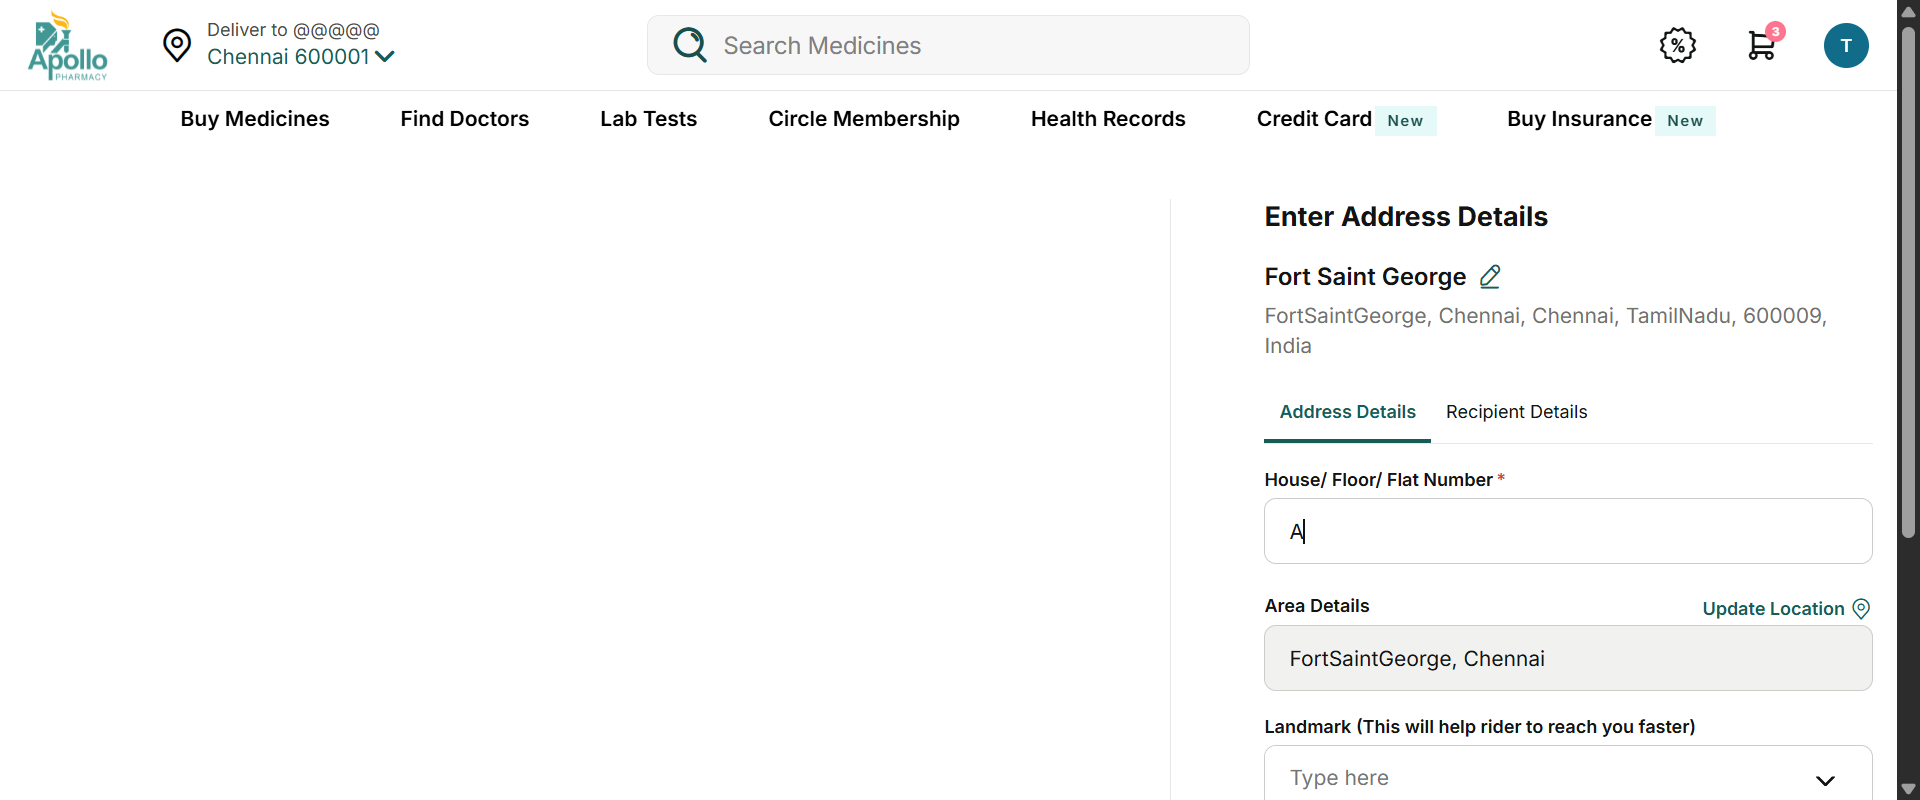 Apollo
PHARMACY
Deliver to @@@@@
Chennai 600001
Search Medicines
%
3
T
Buy Medicines
Find Doctors
Lab Tests
Circle Membership
Health Records
Credit Card New
Buy Insurance New
Enter Address Details
Fort Saint George
FortSaintGeorge, Chennai, Chennai, TamilNadu, 600009,
India
Address Details
Recipient Details
House/ Floor/ Flat Number *
A
Area Details
Update Location
FortSaintGeorge, Chennai
Landmark (This will help rider to reach you faster)
Type here